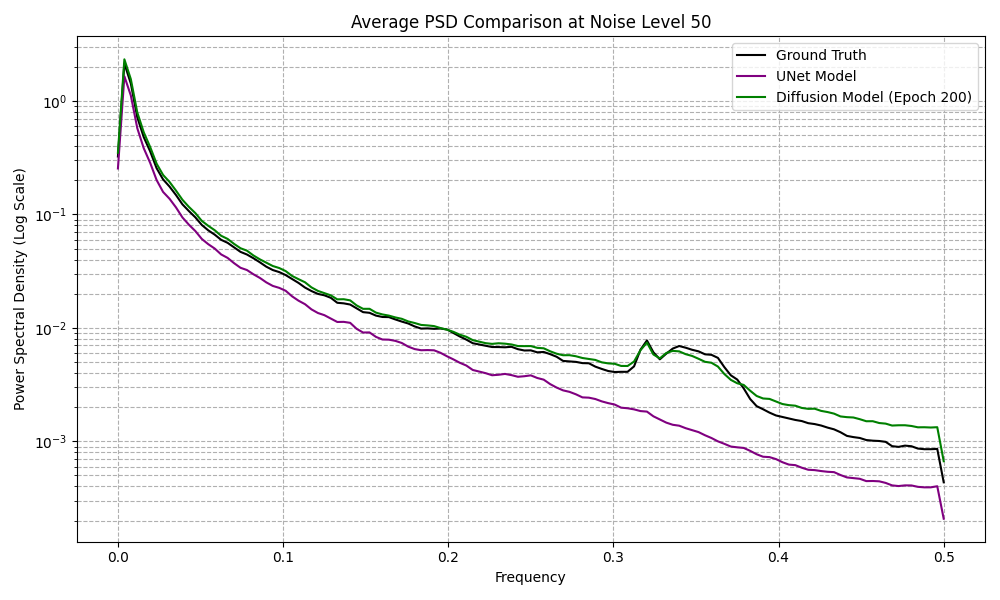 Average PSD Comparison at Noise Level 50
Ground Truth
UNet Model
Diffusion Model (Epoch 200)
Power Spectral Density (Log Scale)
10⁰
10⁻¹
10⁻²
10⁻³
0.0 0.1 0.2 0.3 0.4 0.5
Frequency